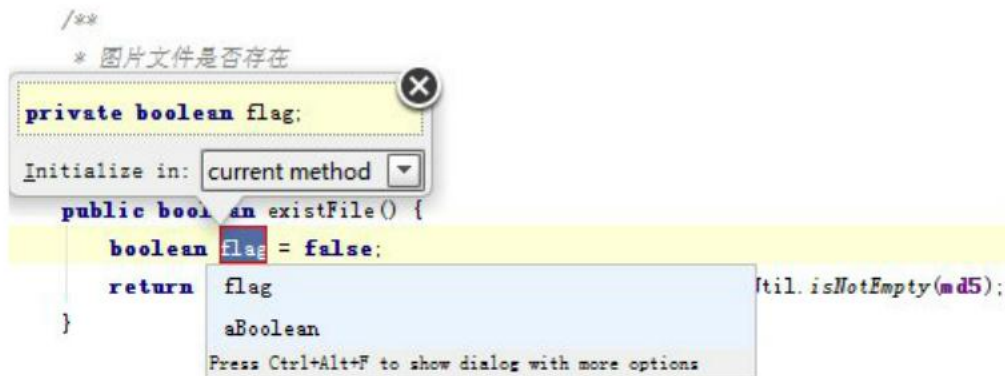 /**
* 图片文件是否存在
private boolean flag;
Initialize in: current method
public boolean existFile() {
boolean flag = false;
return
til.isNotEmpty(md5);
}
flag
aBoolean
Press Ctrl+Alt+F to show dialog with more options